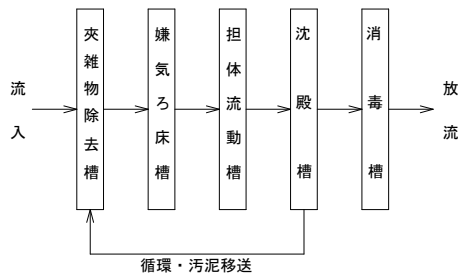 流入
夾雑物除去槽
嫌気ろ床槽
担体流動槽
沈殿槽
消毒槽
放流
循環・汚泥移送